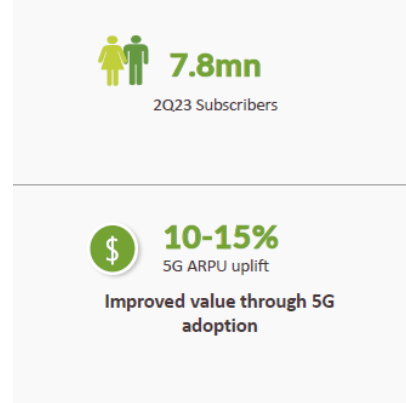 7.8mn
2Q23 Subscribers
$
10-15%
5G ARPU uplift
Improved value through 5G
adoption